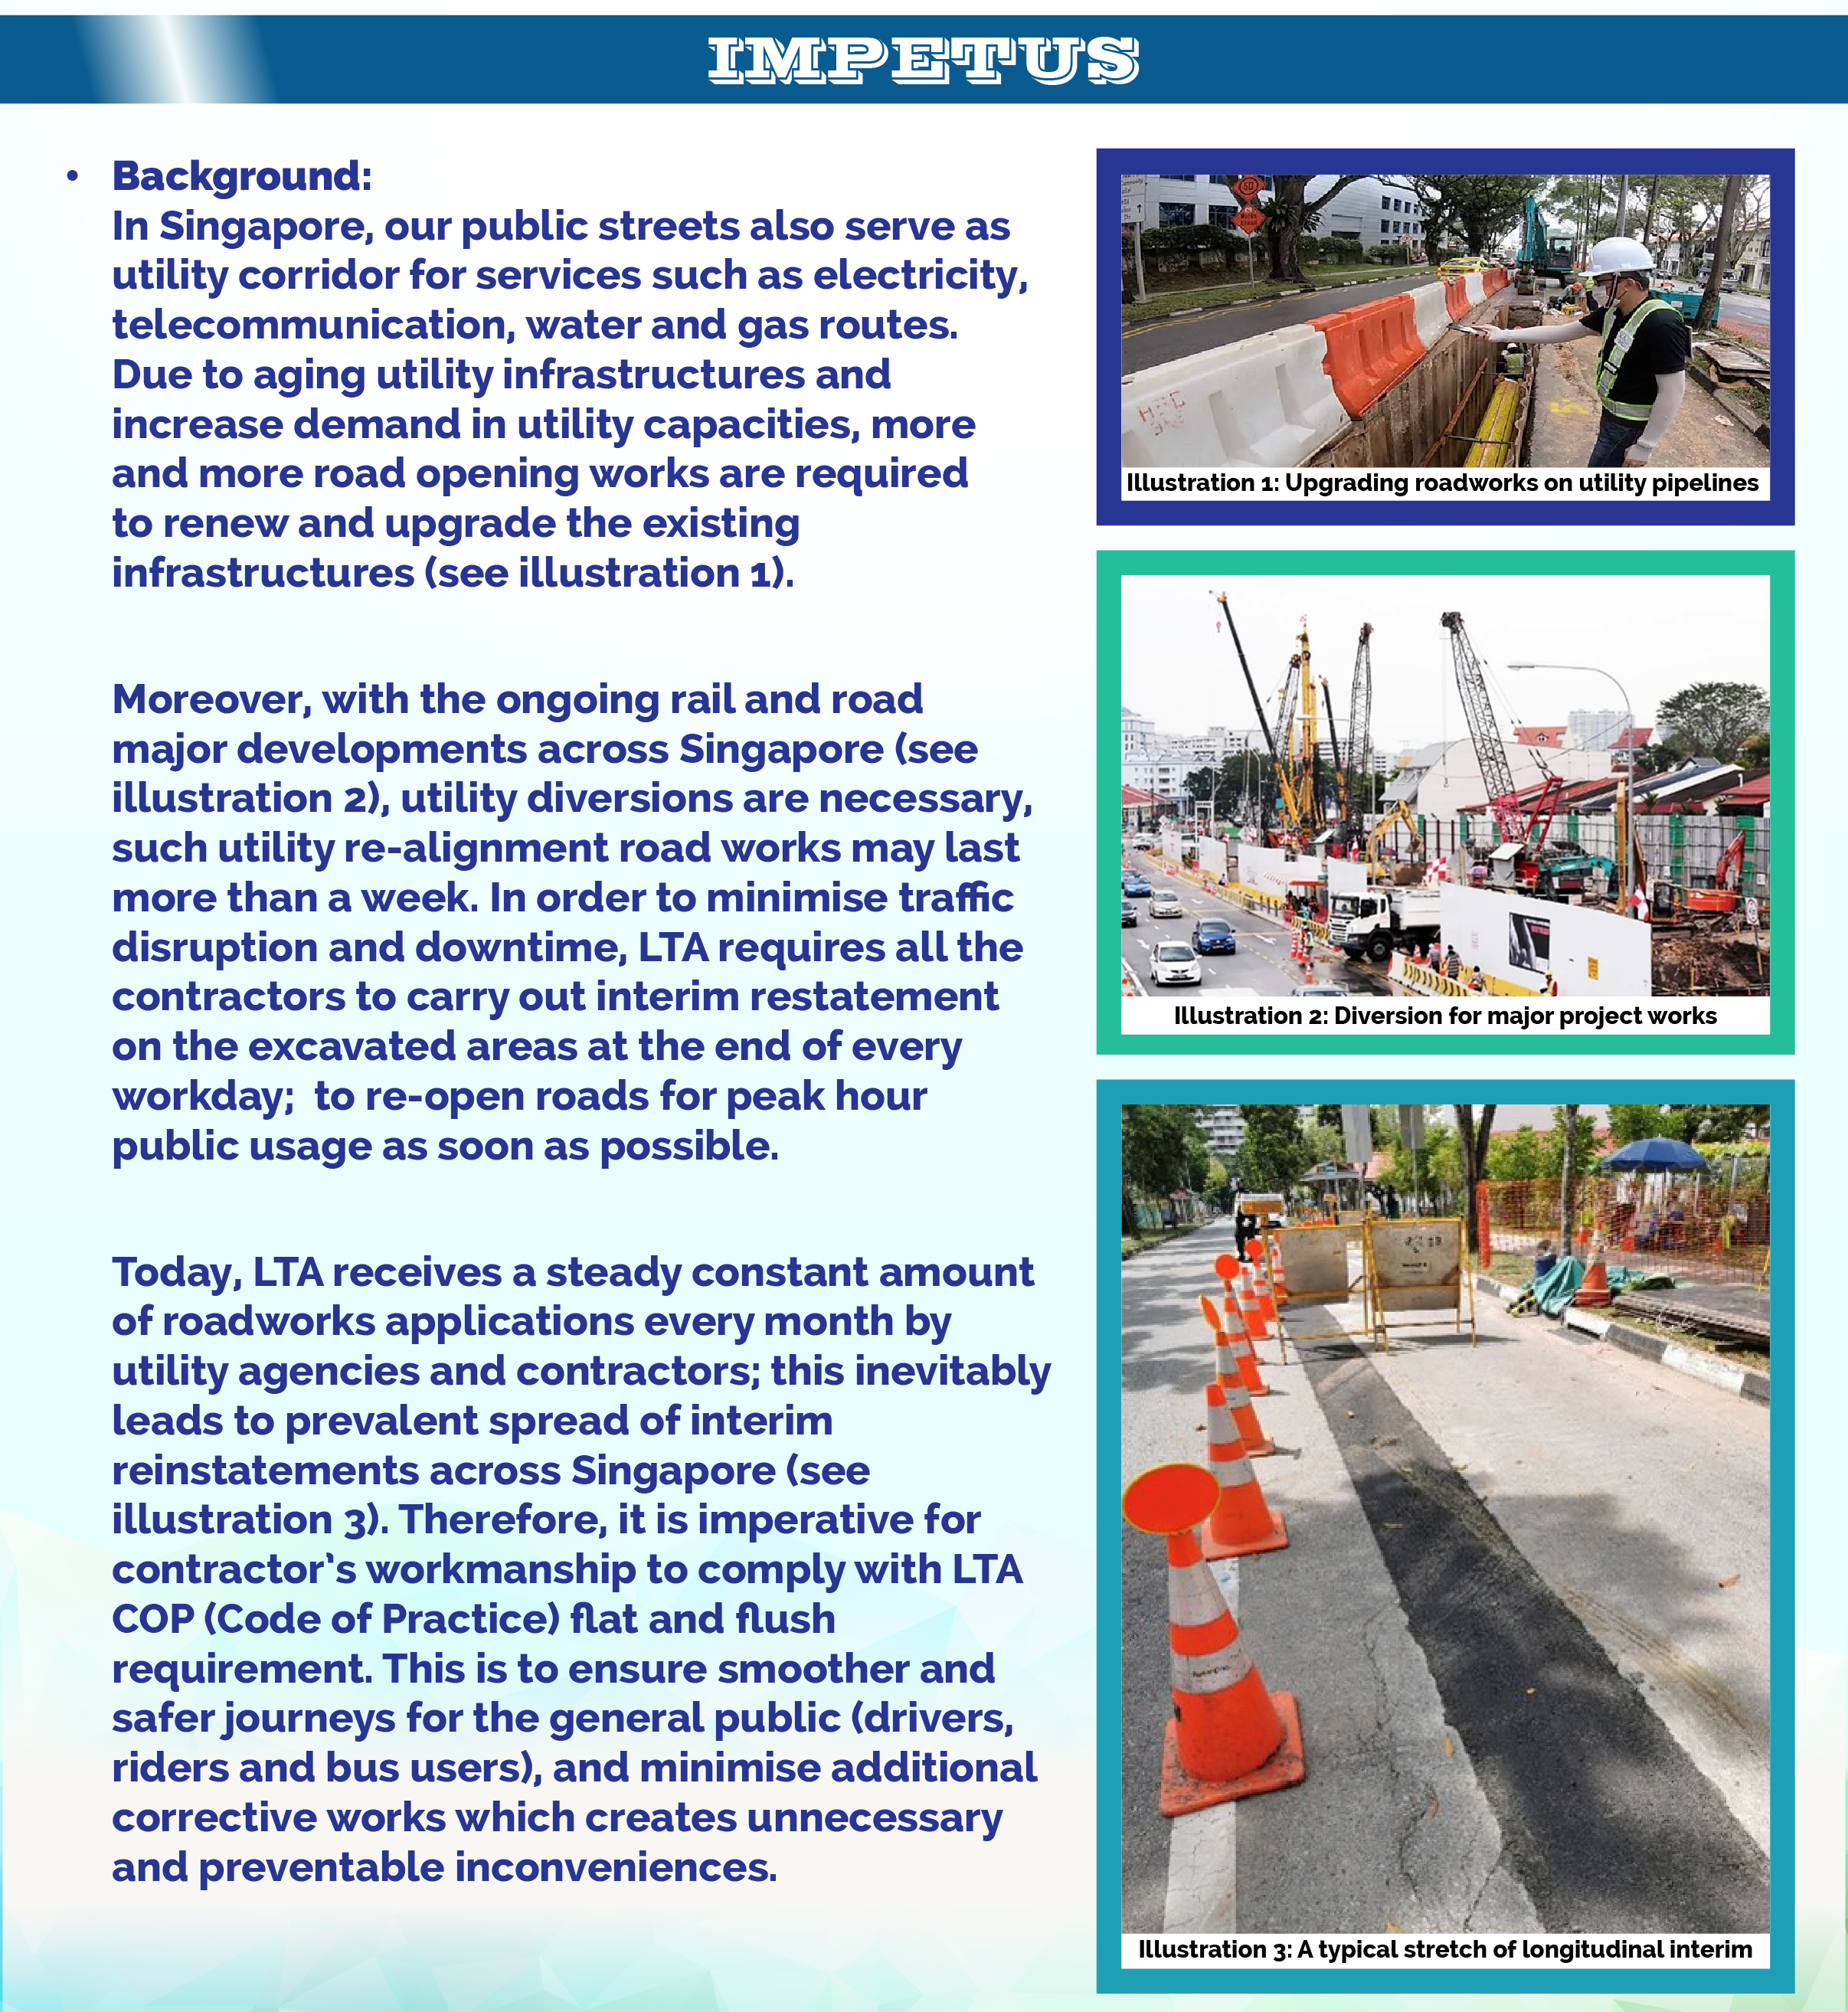 IMPETUS
• Background:
In Singapore, our public streets also serve as
utility corridor for services such as electricity,
telecommunication, water and gas routes.
Due to aging utility infrastructures and
increase demand in utility capacities, more
and more road opening works are required
to renew and upgrade the existing
infrastructures (see illustration 1).
Moreover, with the ongoing rail and road
major developments across Singapore (see
illustration 2), utility diversions are necessary,
such utility re-alignment road works may last
more than a week. In order to minimise traffic
disruption and downtime, LTA requires all the
contractors to carry out interim restatement
on the excavated areas at the end of every
workday;  to re-open roads for peak hour
public usage as soon as possible.
Today, LTA receives a steady constant amount
of roadworks applications every month by
utility agencies and contractors; this inevitably
leads to prevalent spread of interim
reinstatements across Singapore (see
illustration 3). Therefore, it is imperative for
contractor’s workmanship to comply with LTA
COP (Code of Practice) flat and flush
requirement. This is to ensure smoother and
safer journeys for the general public (drivers,
riders and bus users), and minimise additional
corrective works which creates unnecessary
and preventable inconveniences.
Illustration 1: Upgrading roadworks on utility pipelines
Illustration 2: Diversion for major project works
Illustration 3: A typical stretch of longitudinal interim